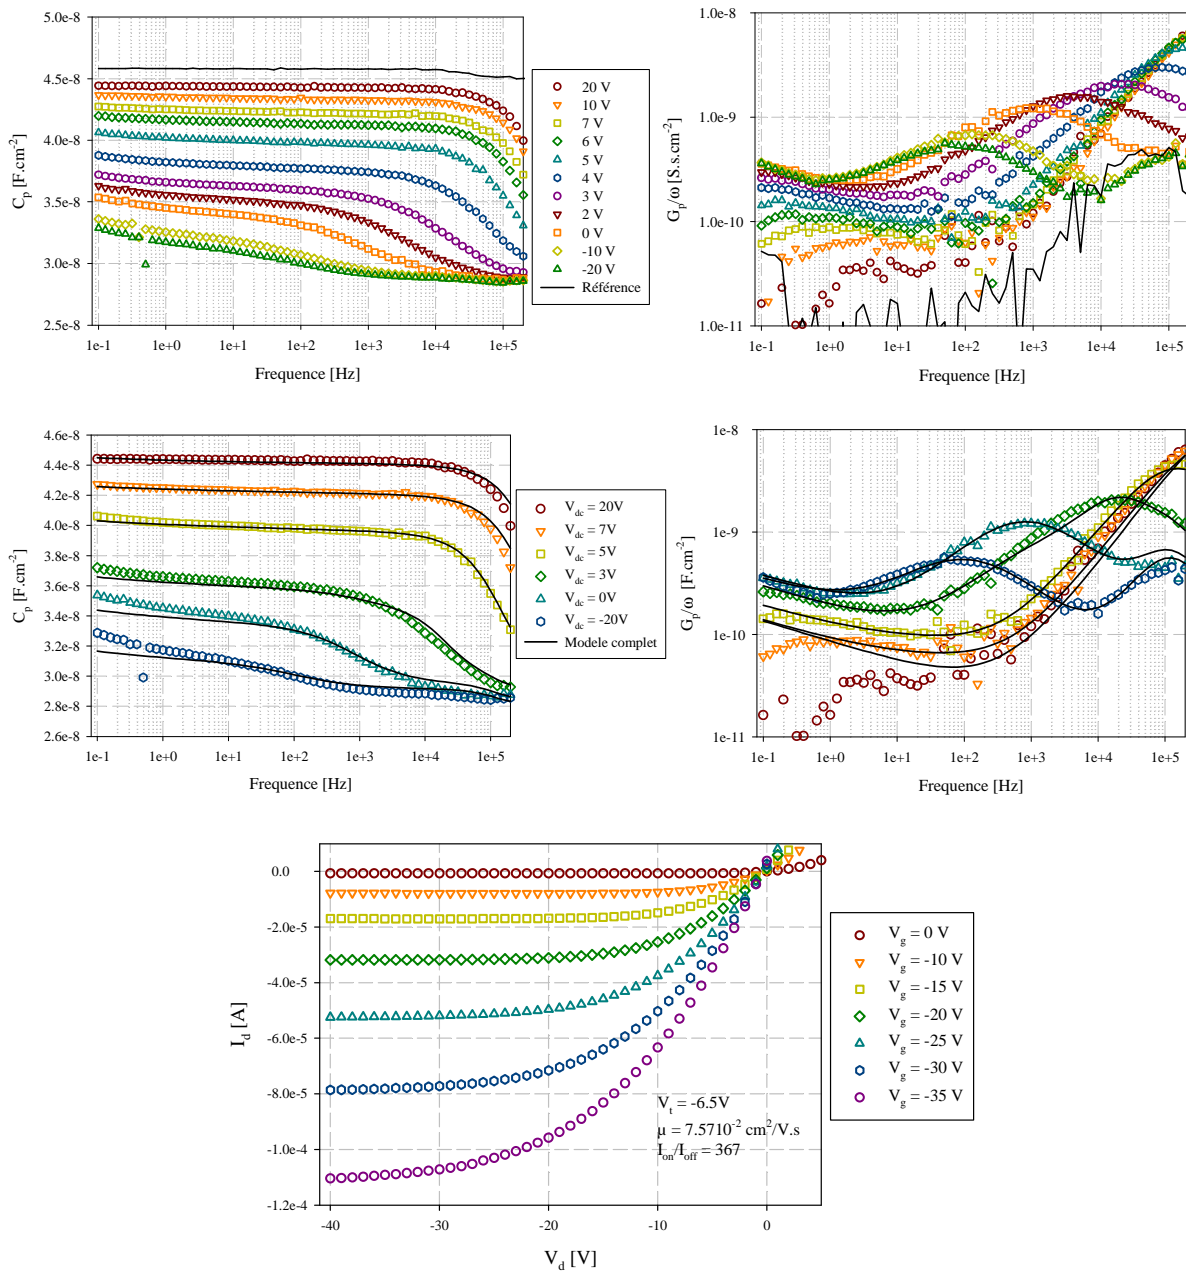 5.0e-8
4.5e-8
4.0e-8
3.5e-8
3.0e-8
2.5e-8
C_p [F.cm⁻²]
1e-1 1e+0 1e+1 1e+2 1e+3 1e+4 1e+5
Frequence [Hz]
20 V
10 V
7 V
6 V
5 V
4 V
3 V
2 V
0 V
-10 V
-20 V
Référence
1.0e-8
1.0e-9
1.0e-10
1.0e-11
G_p/ω [S.s.cm⁻²]
1e-1 1e+0 1e+1 1e+2 1e+3 1e+4 1e+5
Frequence [Hz]
4.6e-8
4.4e-8
4.2e-8
4.0e-8
3.8e-8
3.6e-8
3.4e-8
3.2e-8
3.0e-8
2.8e-8
2.6e-8
C_p [F.cm⁻²]
1e-1 1e+0 1e+1 1e+2 1e+3 1e+4 1e+5
Frequence [Hz]
V_dc = 20V
V_dc = 7V
V_dc = 5V
V_dc = 3V
V_dc = 0V
V_dc = -20V
Modele complet
1e-8
1e-9
1e-10
1e-11
G_p/ω [F.cm⁻²]
1e-1 1e+0 1e+1 1e+2 1e+3 1e+4 1e+5
Frequence [Hz]
0.0
-2.0e-5
-4.0e-5
-6.0e-5
-8.0e-5
-1.0e-4
-1.2e-4
I_d [A]
-40 -30 -20 -10 0
V_d [V]
V_t = -6.5V
μ = 7.5710⁻² cm²/V.s
I_on/I_off = 367
V_g = 0 V
V_g = -10 V
V_g = -15 V
V_g = -20 V
V_g = -25 V
V_g = -30 V
V_g = -35 V